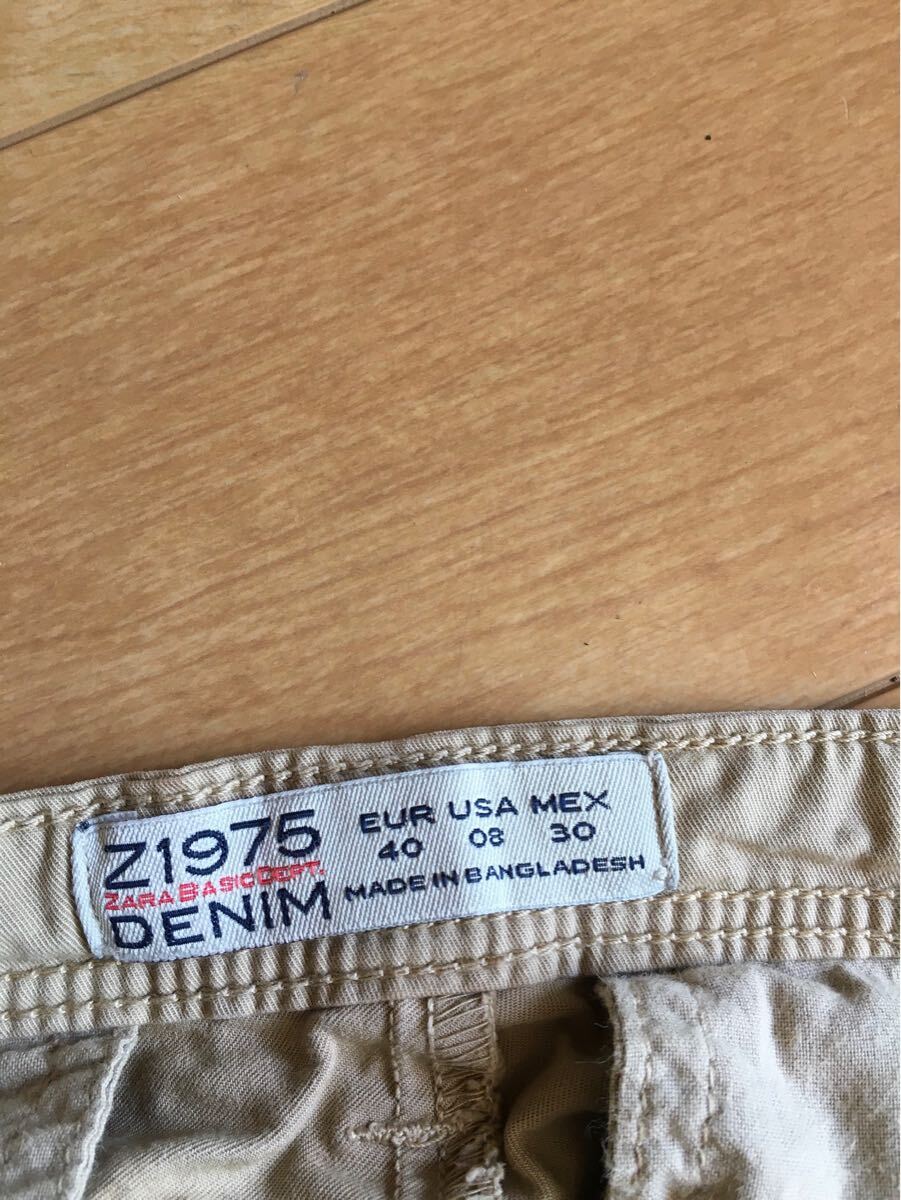 Z1975
ZARA BASIC DEPT.
DENIM
EUR USA MEX
40 08 30
MADE IN BANGLADESH